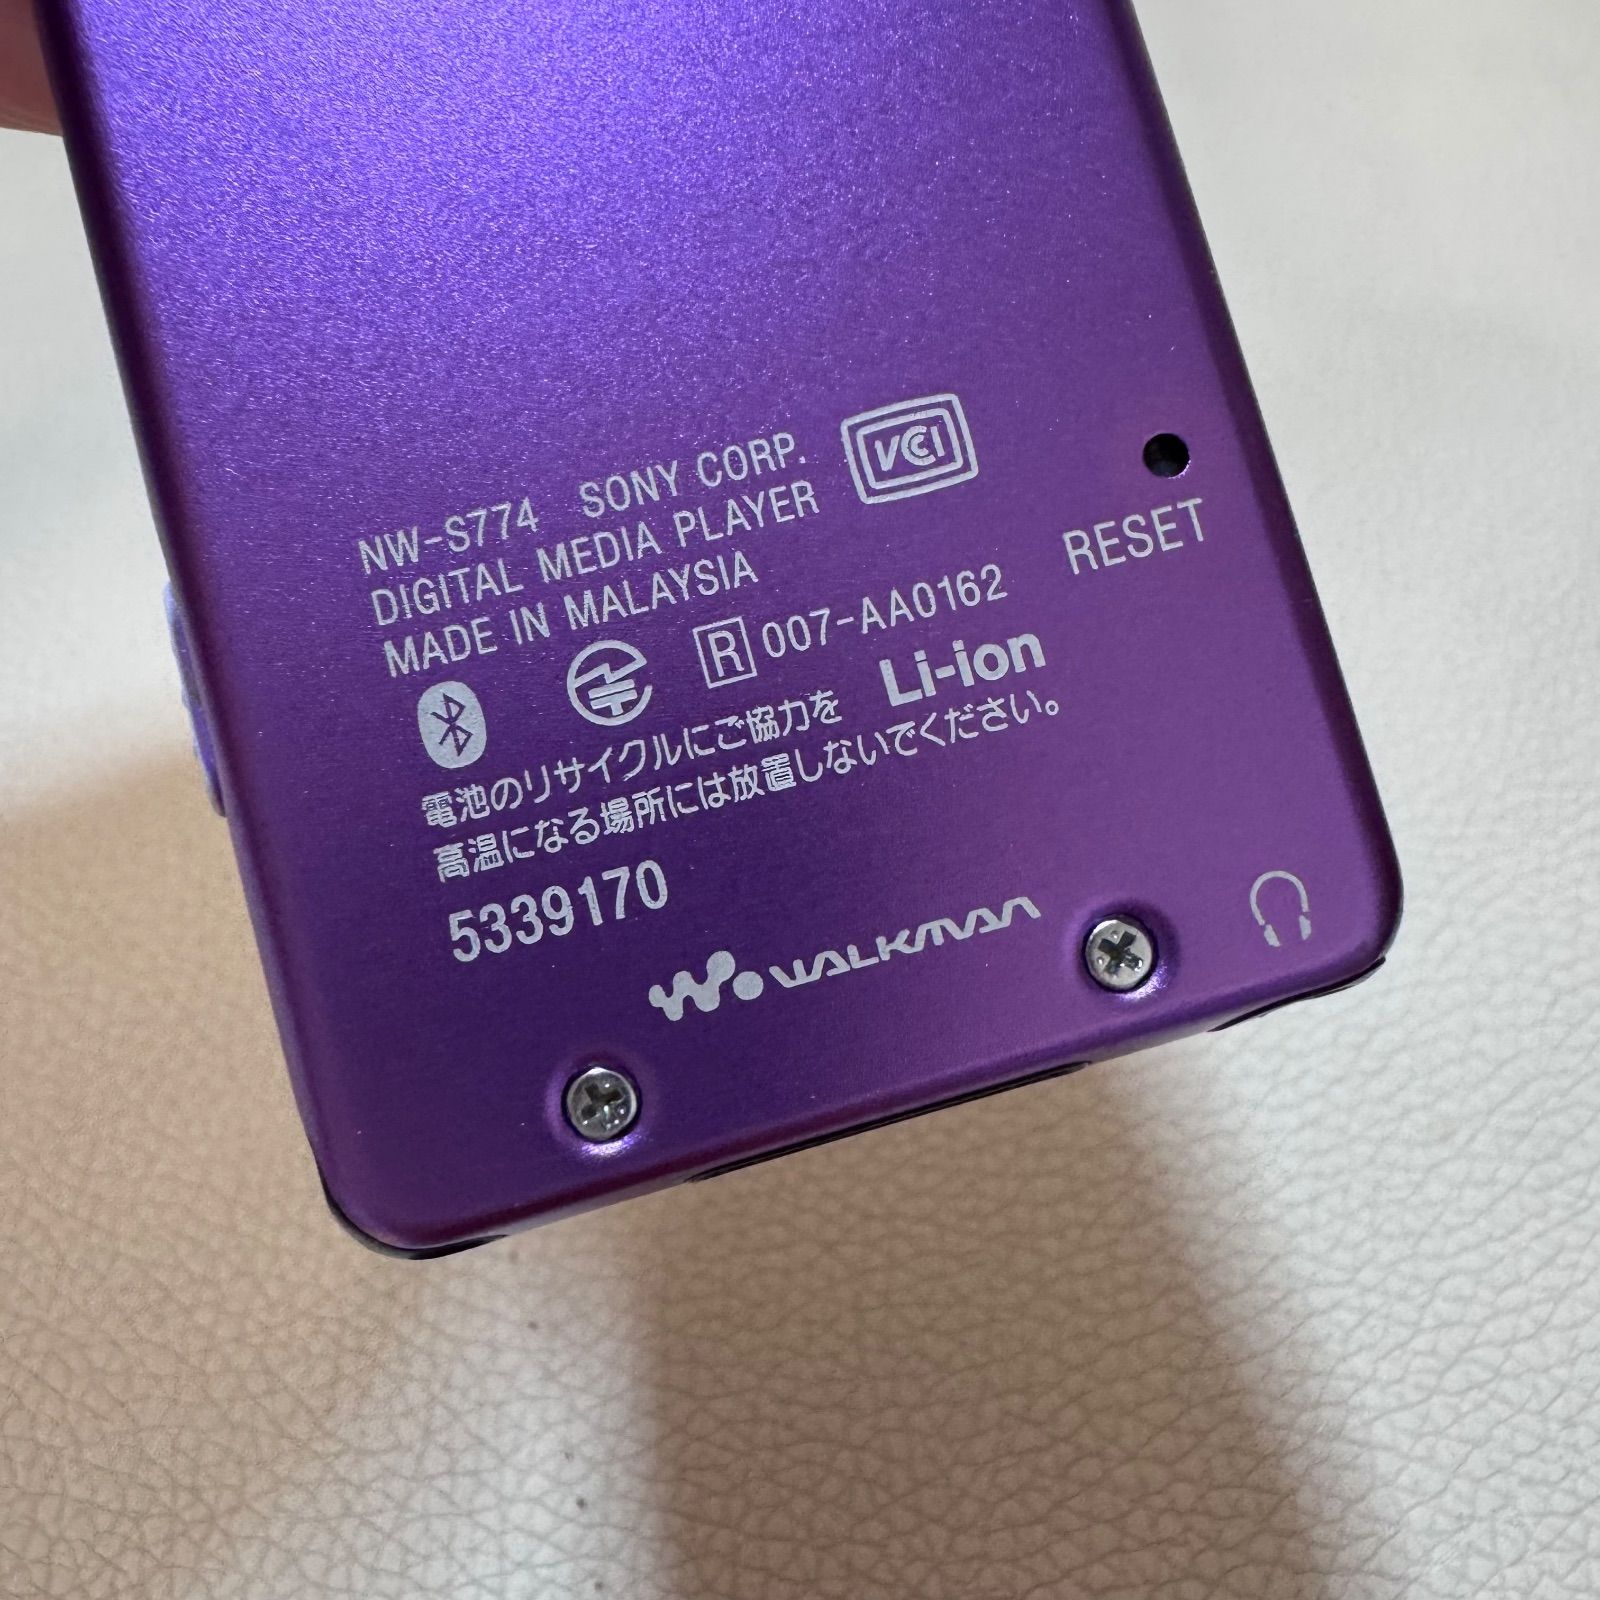 NW-S774 SONY CORP.
DIGITAL MEDIA PLAYER
MADE IN MALAYSIA
VCCI
RESET
R 007-AA0162
Li-ion
電池のリサイクルにご協力を
高温になる場所には放置しないでください。
5339170
WALKMAN